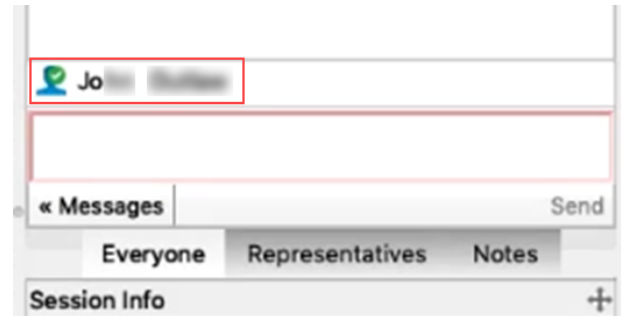 Jo
« Messages Send
Everyone Representatives Notes
Session Info